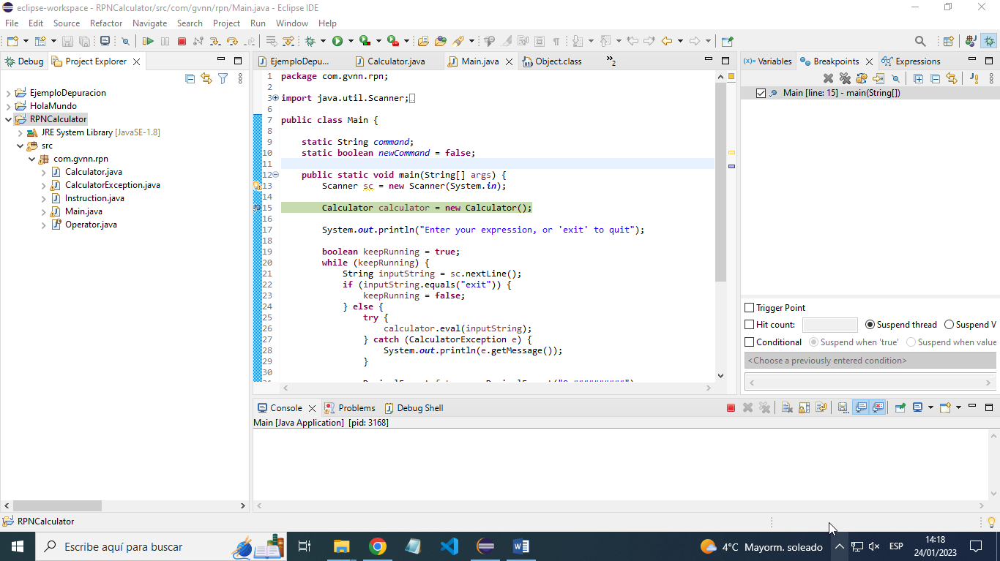 eclipse-workspace - RPNCalculator/src/com/gvnn/rpn/Main.java - Eclipse IDE
File Edit Source Refactor Navigate Search Project Run Window Help
Debug Project Explorer
EjemploDepuracion
HolaMundo
RPNCalculator
JRE System Library [JavaSE-1.8]
src
com.gvnn.rpn
Calculator.java
CalculatorException.java
Instruction.java
Main.java
Operator.java
EjemploDepu... Calculator.java Main.java Object.class »2
1 package com.gvnn.rpn;
2
3 import java.util.Scanner;
6
7 public class Main {
8
9 static String command;
10 static boolean newCommand = false;
11
12 public static void main(String[] args) {
13 Scanner sc = new Scanner(System.in);
14
15 Calculator calculator = new Calculator();
16
17 System.out.println("Enter your expression, or 'exit' to quit");
18
19 boolean keepRunning = true;
20 while (keepRunning) {
21 String inputString = sc.nextLine();
22 if (inputString.equals("exit")) {
23 keepRunning = false;
24 } else {
25 try {
26 calculator.eval(inputString);
27 } catch (CalculatorException e) {
28 System.out.println(e.getMessage());
29 }
30
(x)= Variables Breakpoints Expressions
Main [line: 15] - main(String[])
Trigger Point
Hit count: Suspend thread Suspend V
Conditional Suspend when 'true' Suspend when value
<Choose a previously entered condition>
Console Problems Debug Shell
Main [Java Application] [pid: 3168]
RPNCalculator
Escribe aquí para buscar
4°C Mayorm. soleado
ESP
14:18
24/01/2023